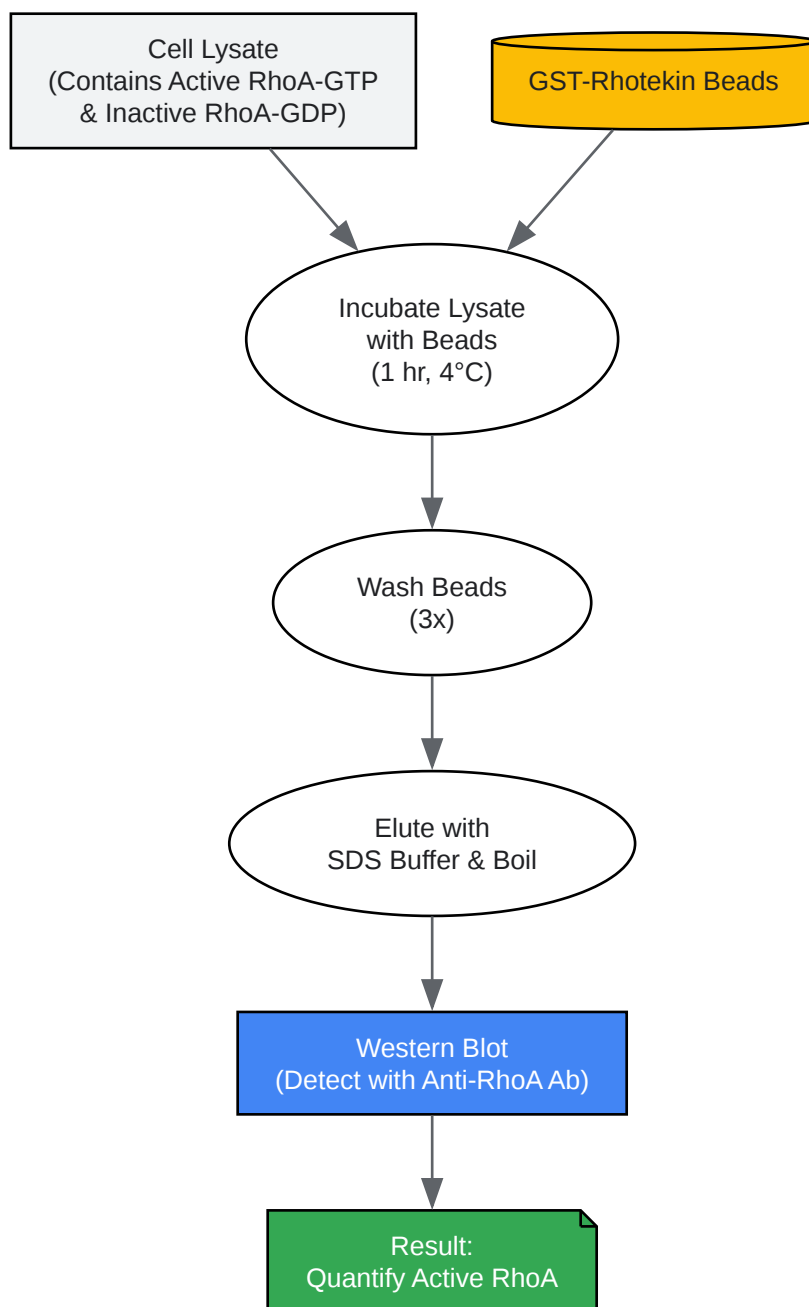 Cell Lysate
(Contains Active RhoA-GTP
& Inactive RhoA-GDP)
GST-Rhotekin Beads
Incubate Lysate
with Beads
(1 hr, 4°C)
Wash Beads
(3x)
Elute with
SDS Buffer & Boil
Western Blot
(Detect with Anti-RhoA Ab)
Result:
Quantify Active RhoA